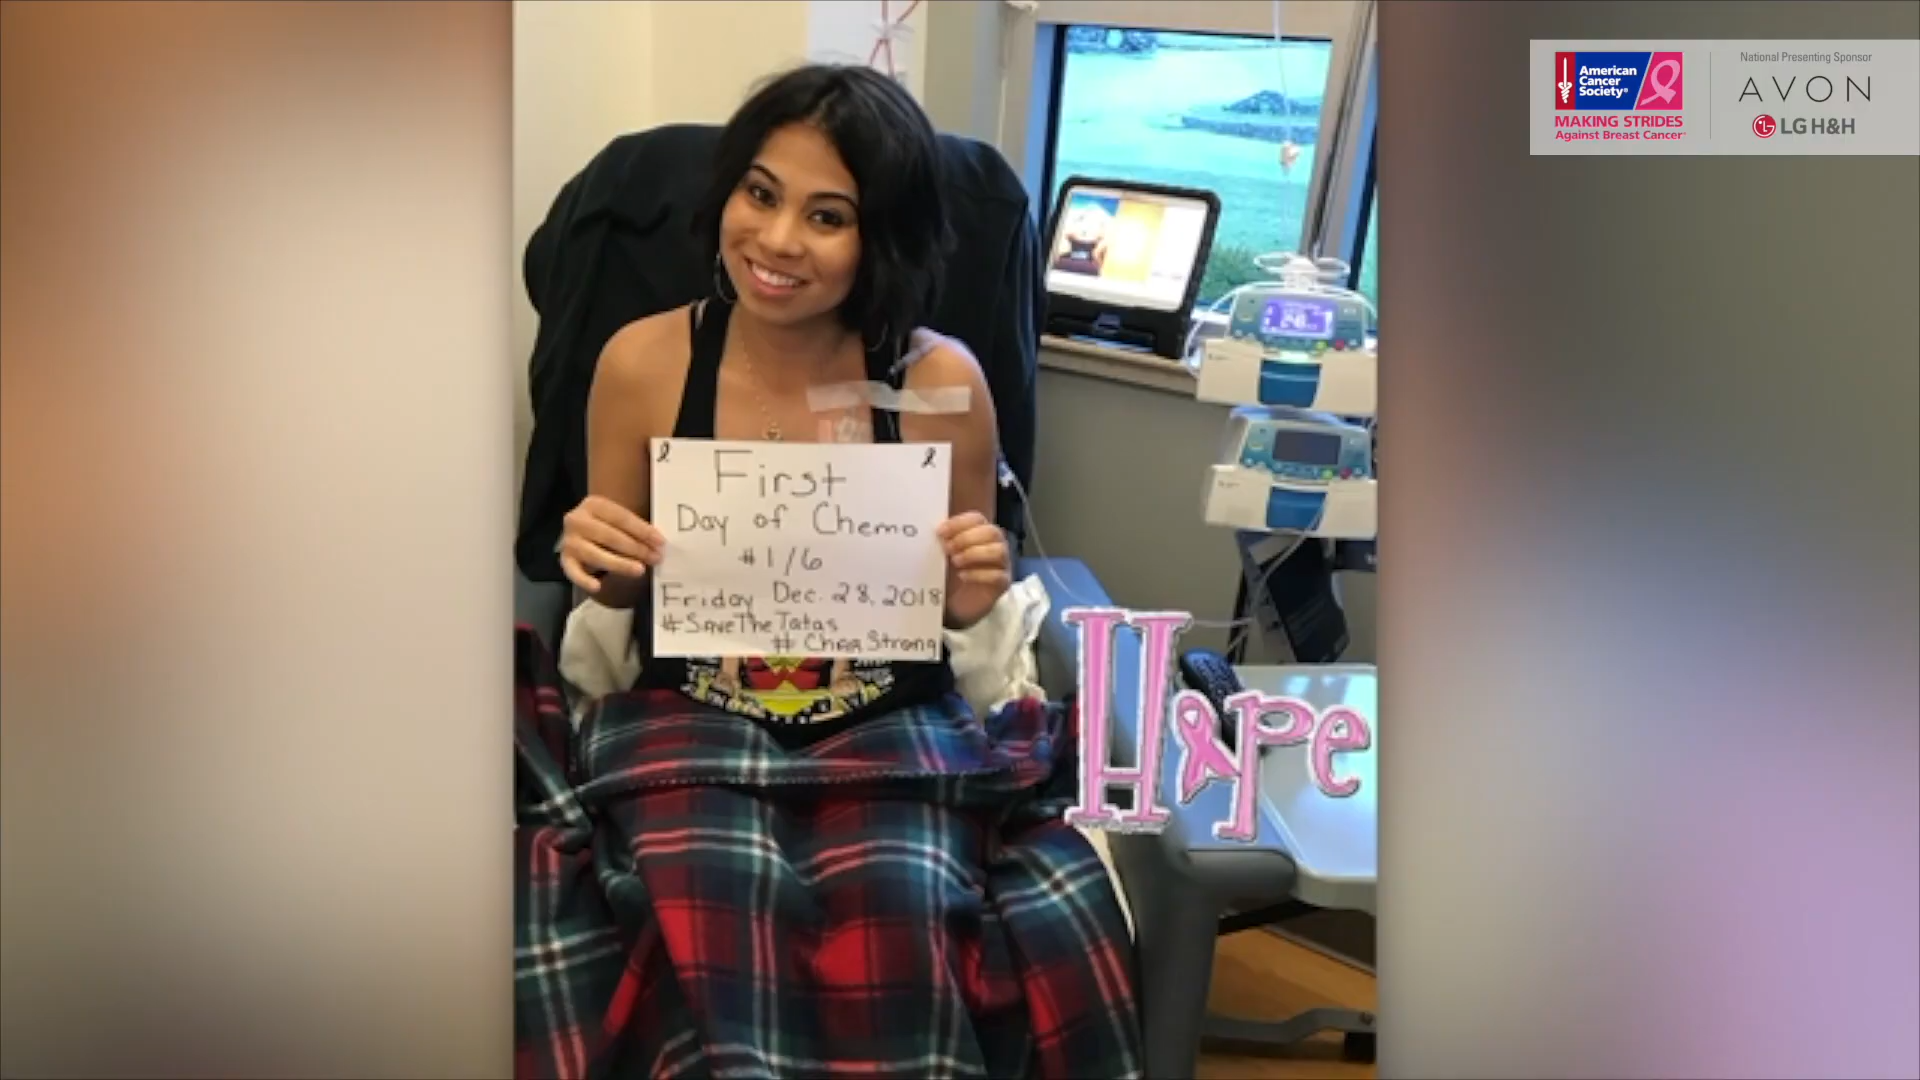 First
Day of Chemo
#1/6
Friday Dec. 28, 2018
#SaveTheTatas
#CheerStrong
Hope
American
Cancer
Society®
MAKING STRIDES
Against Breast Cancer®
National Presenting Sponsor
AVON
LG H&H